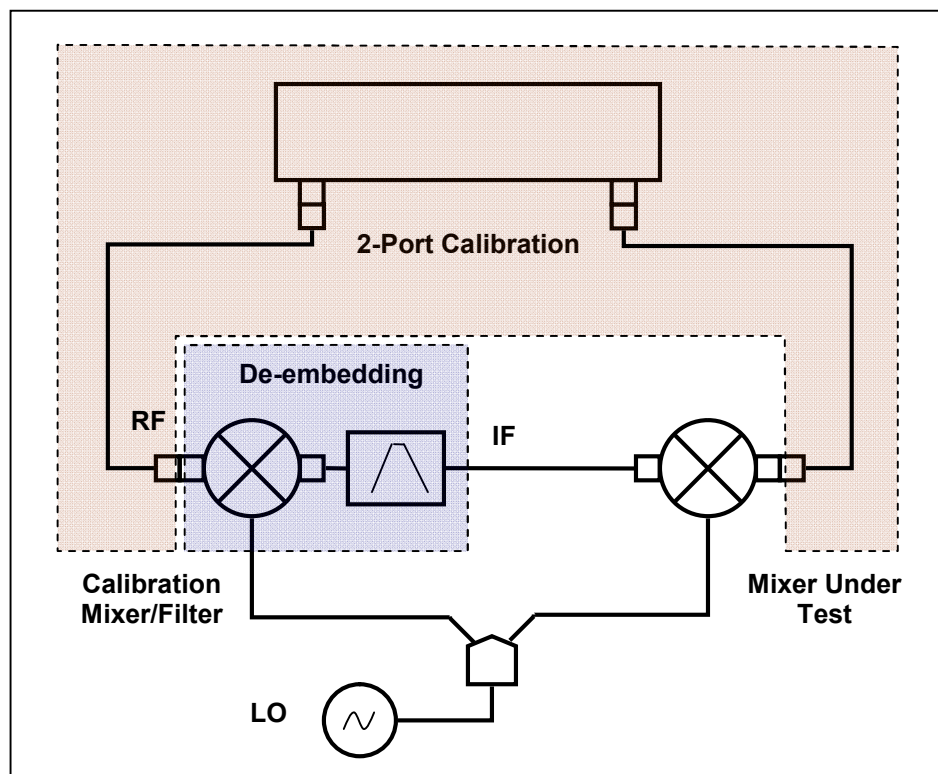 2-Port Calibration
De-embedding
RF
IF
Calibration
Mixer/Filter
Mixer Under
Test
LO